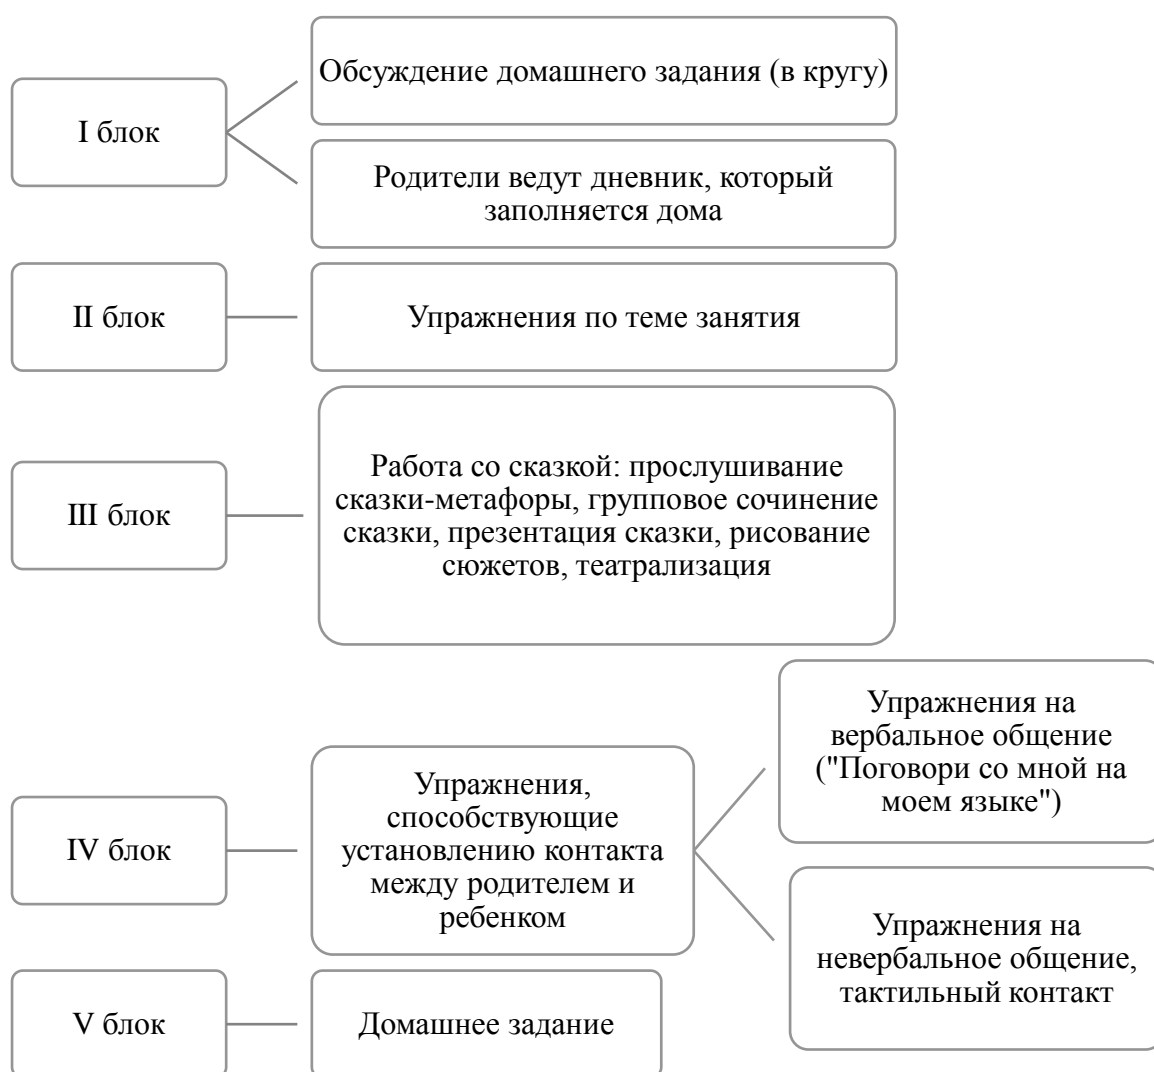 I блок
Обсуждение домашнего задания (в кругу)
Родители ведут дневник, который
заполняется дома
II блок
Упражнения по теме занятия
III блок
Работа со сказкой: прослушивание
сказки-метафоры, групповое сочинение
сказки, презентация сказки, рисование
сюжетов, театрализация
IV блок
Упражнения,
способствующие
установлению контакта
между родителем и
ребенком
Упражнения на
вербальное общение
("Поговори со мной на
моем языке")
Упражнения на
невербальное общение,
тактильный контакт
V блок
Домашнее задание